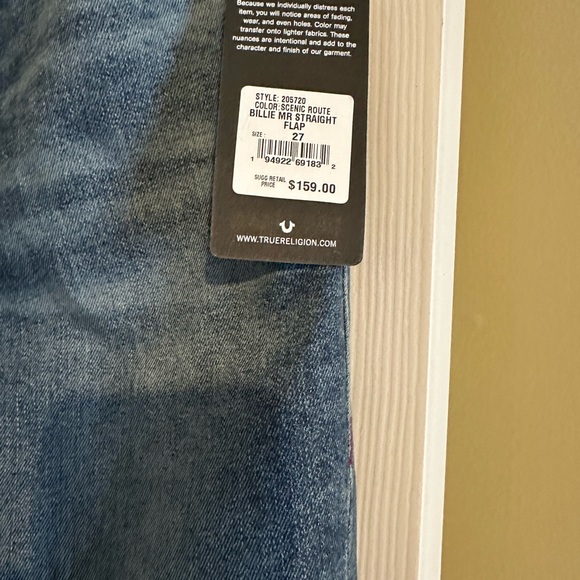 Because we individually distress each
item, you will notice areas of fading,
wear, and even holes. Color may
transfer onto lighter fabrics. These
nuances are intentional and add to the
character and finish of our garment.
STYLE: 205720
COLOR: SCENIC ROUTE
BILLIE MR STRAIGHT
FLAP
SIZE: 27
1 94922 69183 2
SUGG RETAIL
PRICE $159.00
WWW.TRUERELIGION.COM